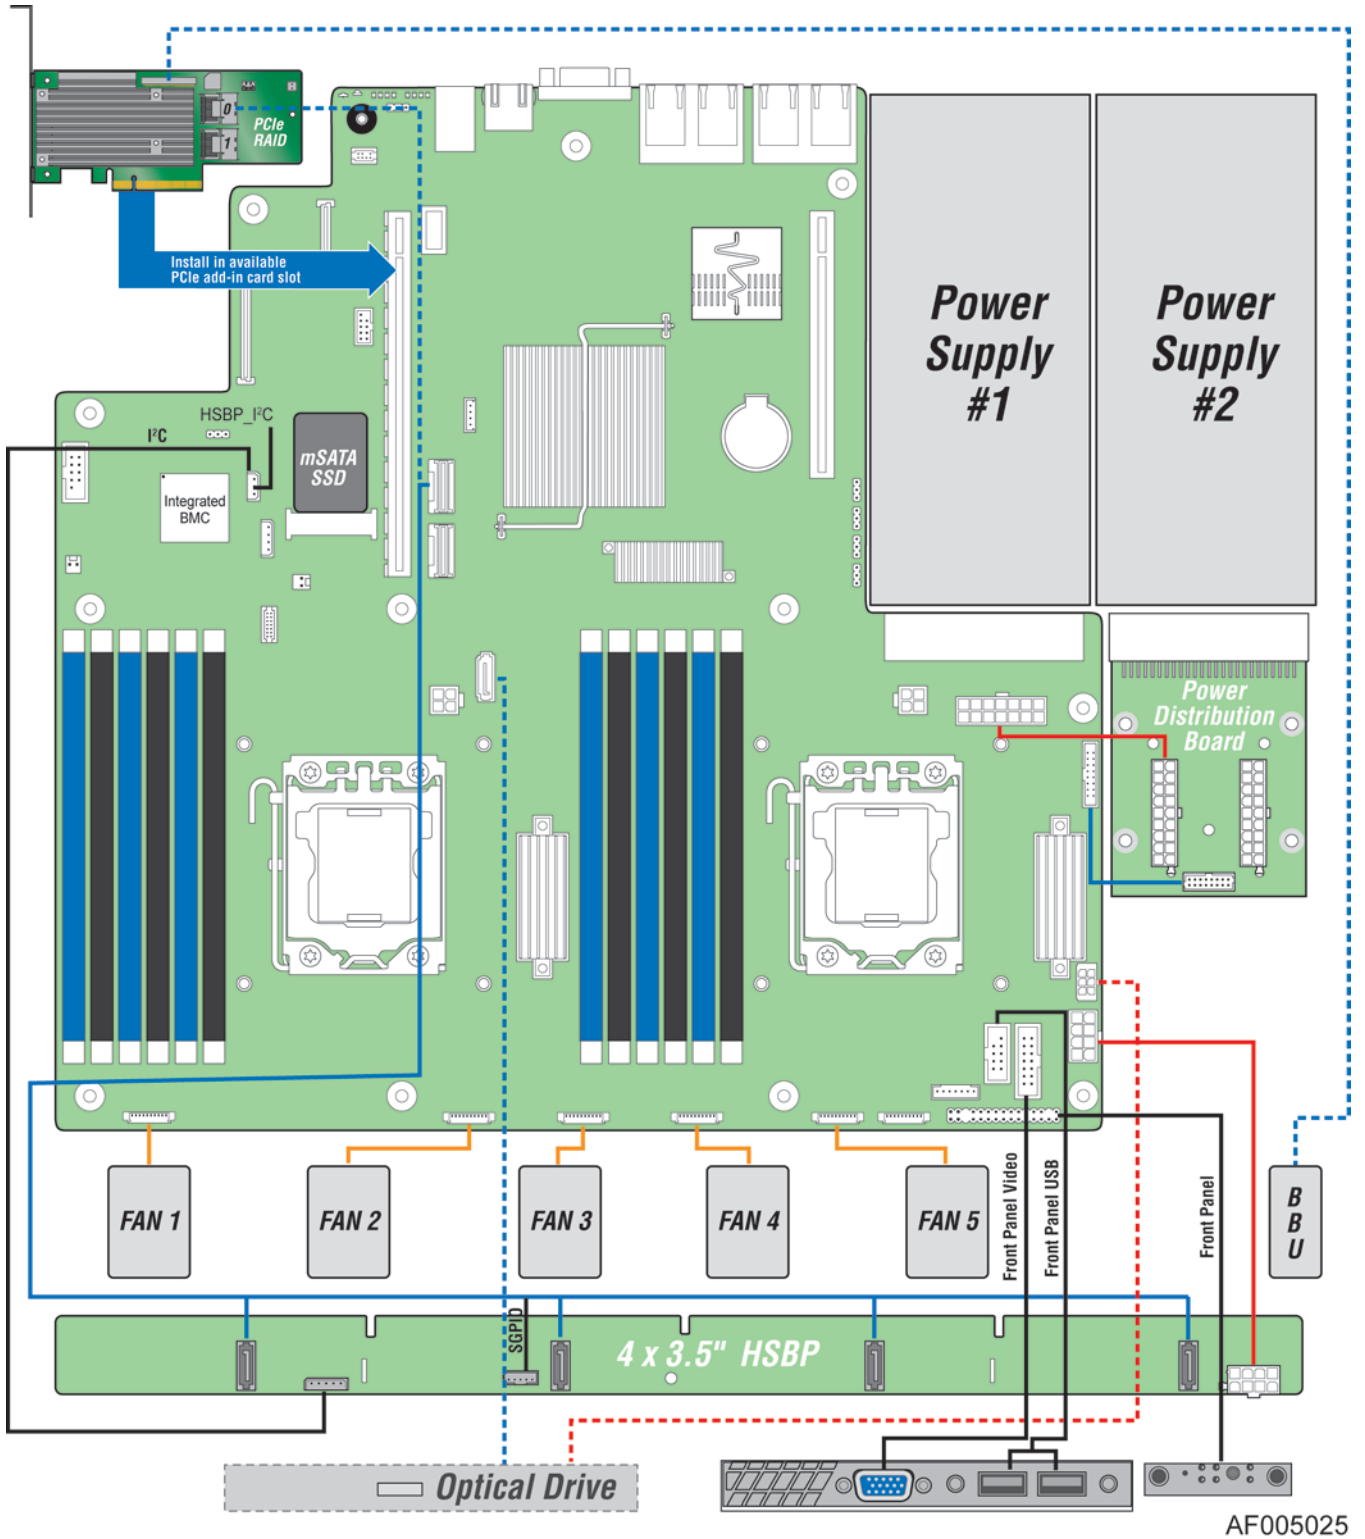 0
1
PCIe
RAID
Install in available
PCIe add-in card slot
Power
Supply
#1
Power
Supply
#2
HSBP_I²C
I²C
mSATA
SSD
Integrated
BMC
Power
Distribution
Board
FAN 1
FAN 2
FAN 3
FAN 4
FAN 5
Front Panel Video
Front Panel USB
Front Panel
B
B
U
SGPIO
4 x 3.5" HSBP
Optical Drive
AF005025